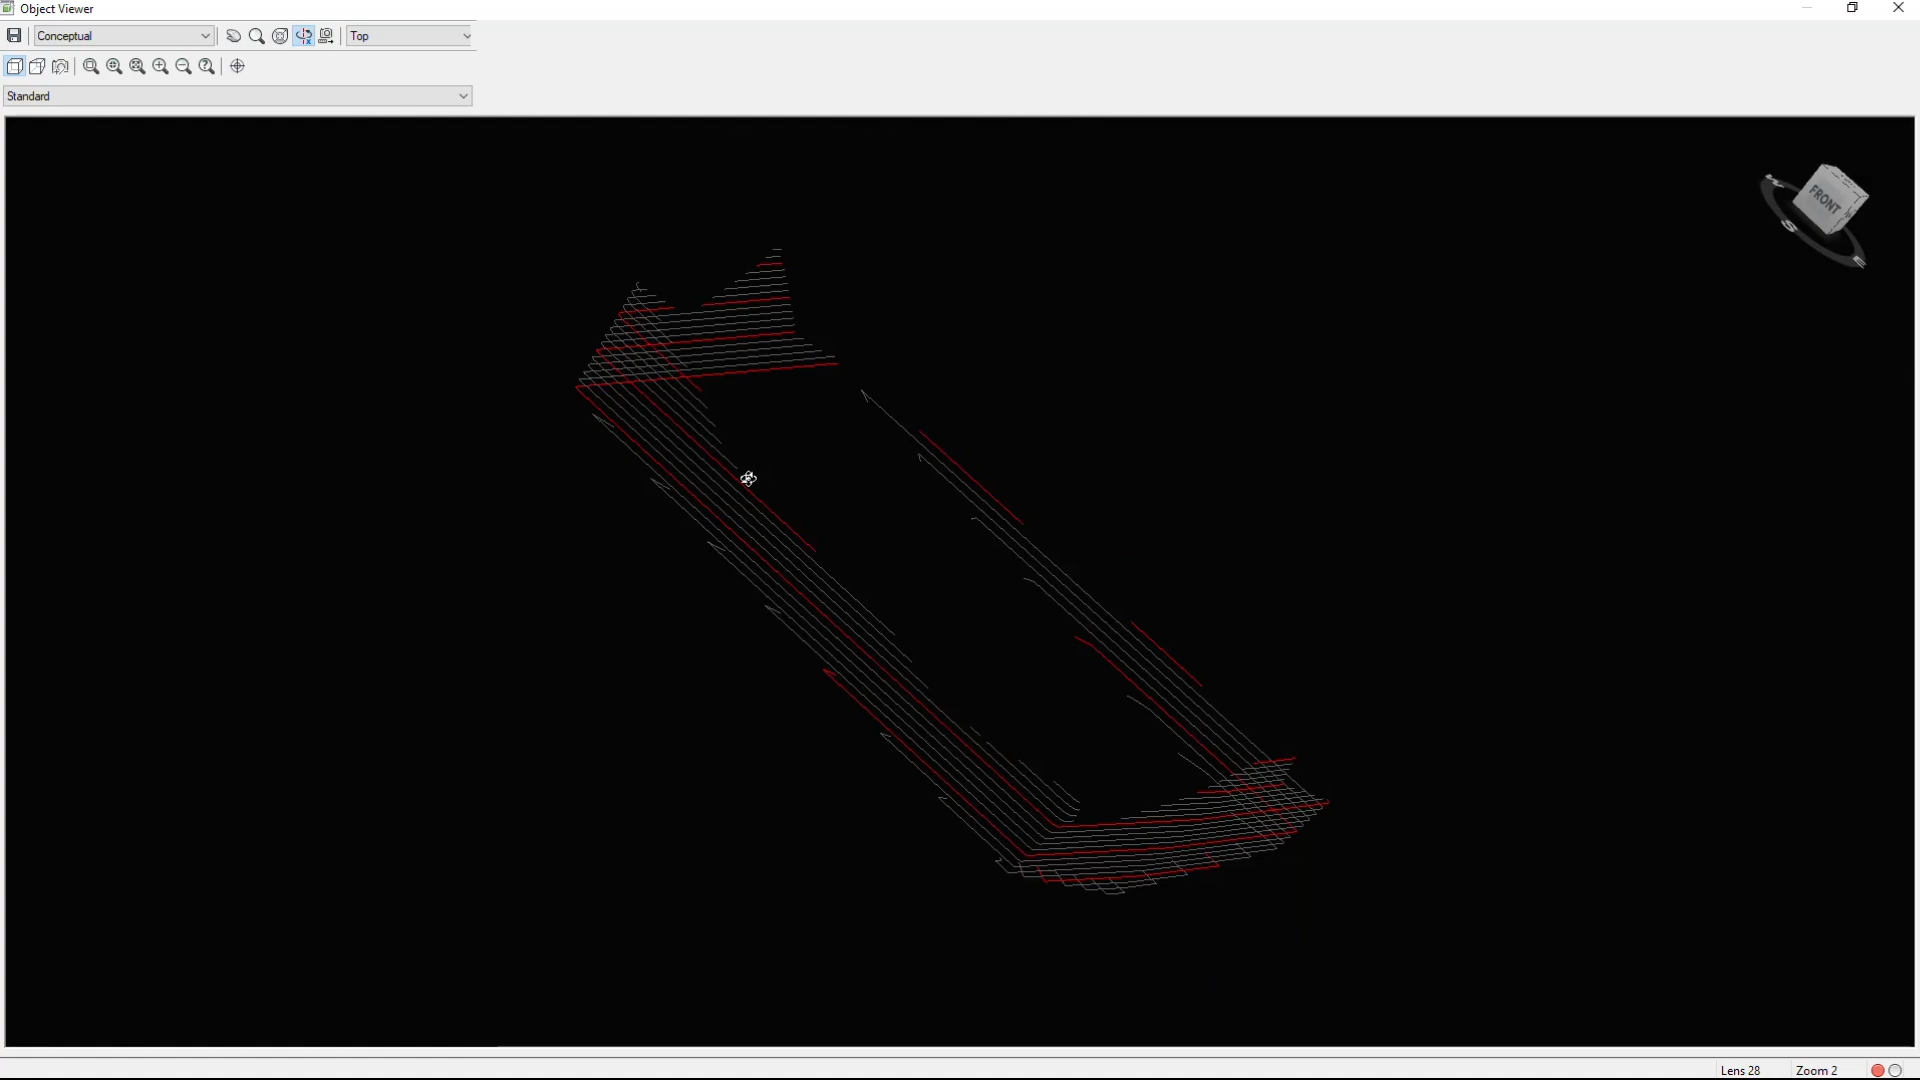 Object Viewer
Conceptual
Top
Standard
FRONT
S
Lens 28
Zoom 2